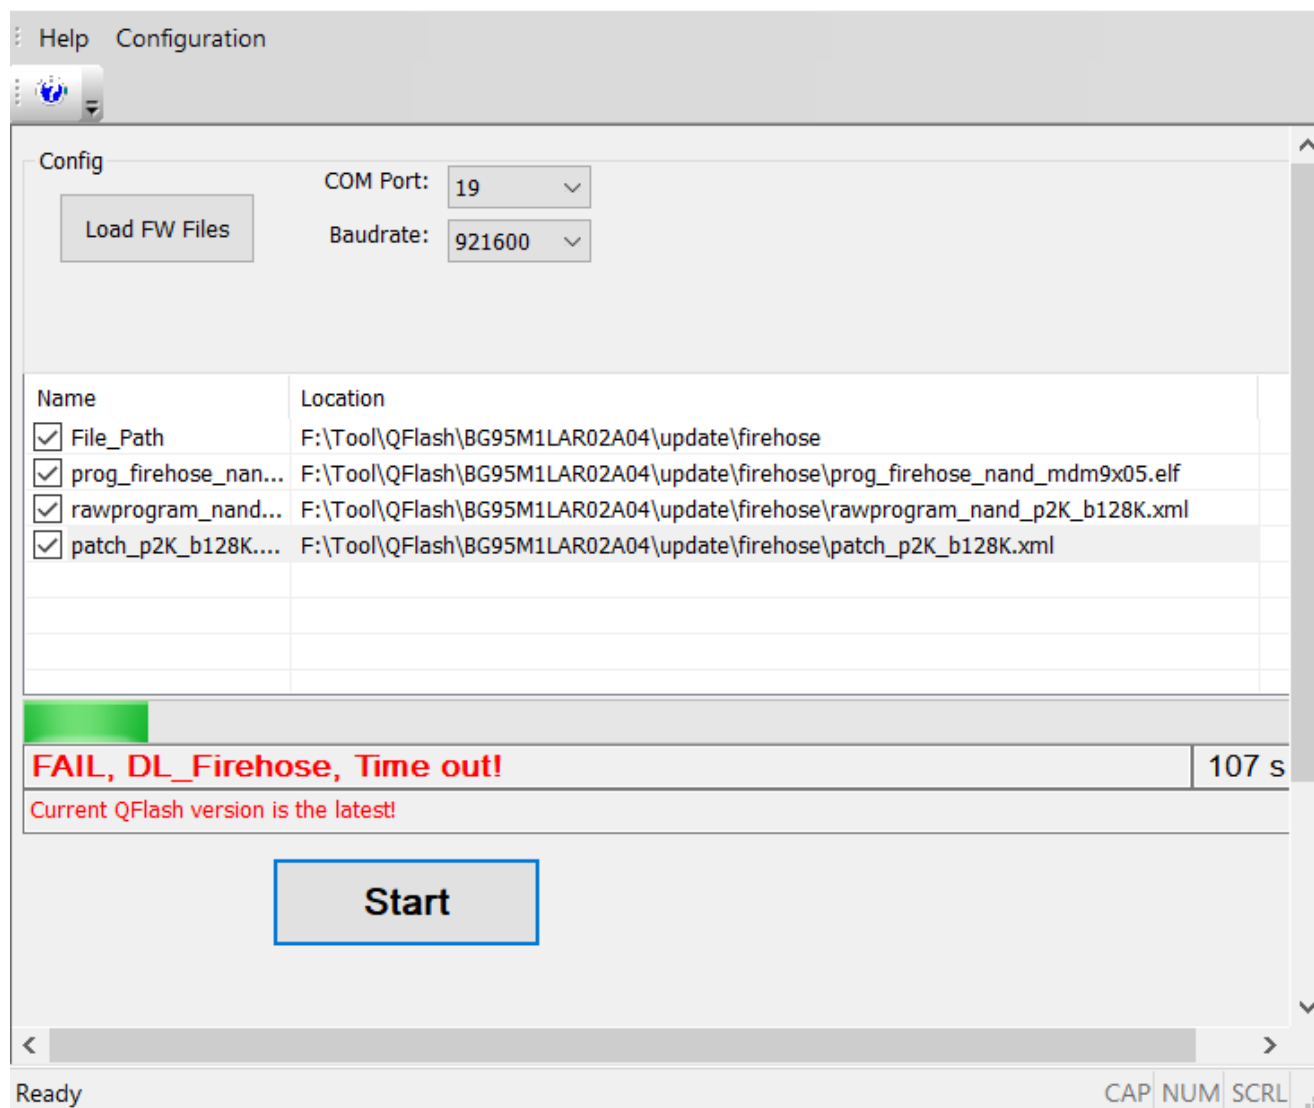 Help Configuration
Config
COM Port: 19
Load FW Files
Baudrate: 921600
Name Location
File_Path F:\Tool\QFlash\BG95M1LAR02A04\update\firehose
prog_firehose_nan... F:\Tool\QFlash\BG95M1LAR02A04\update\firehose\prog_firehose_nand_mdm9x05.elf
rawprogram_nand... F:\Tool\QFlash\BG95M1LAR02A04\update\firehose\rawprogram_nand_p2K_b128K.xml
patch_p2K_b128K.... F:\Tool\QFlash\BG95M1LAR02A04\update\firehose\patch_p2K_b128K.xml
FAIL, DL_Firehose, Time out! 107 s
Current QFlash version is the latest!
Start
Ready CAP NUM SCRL